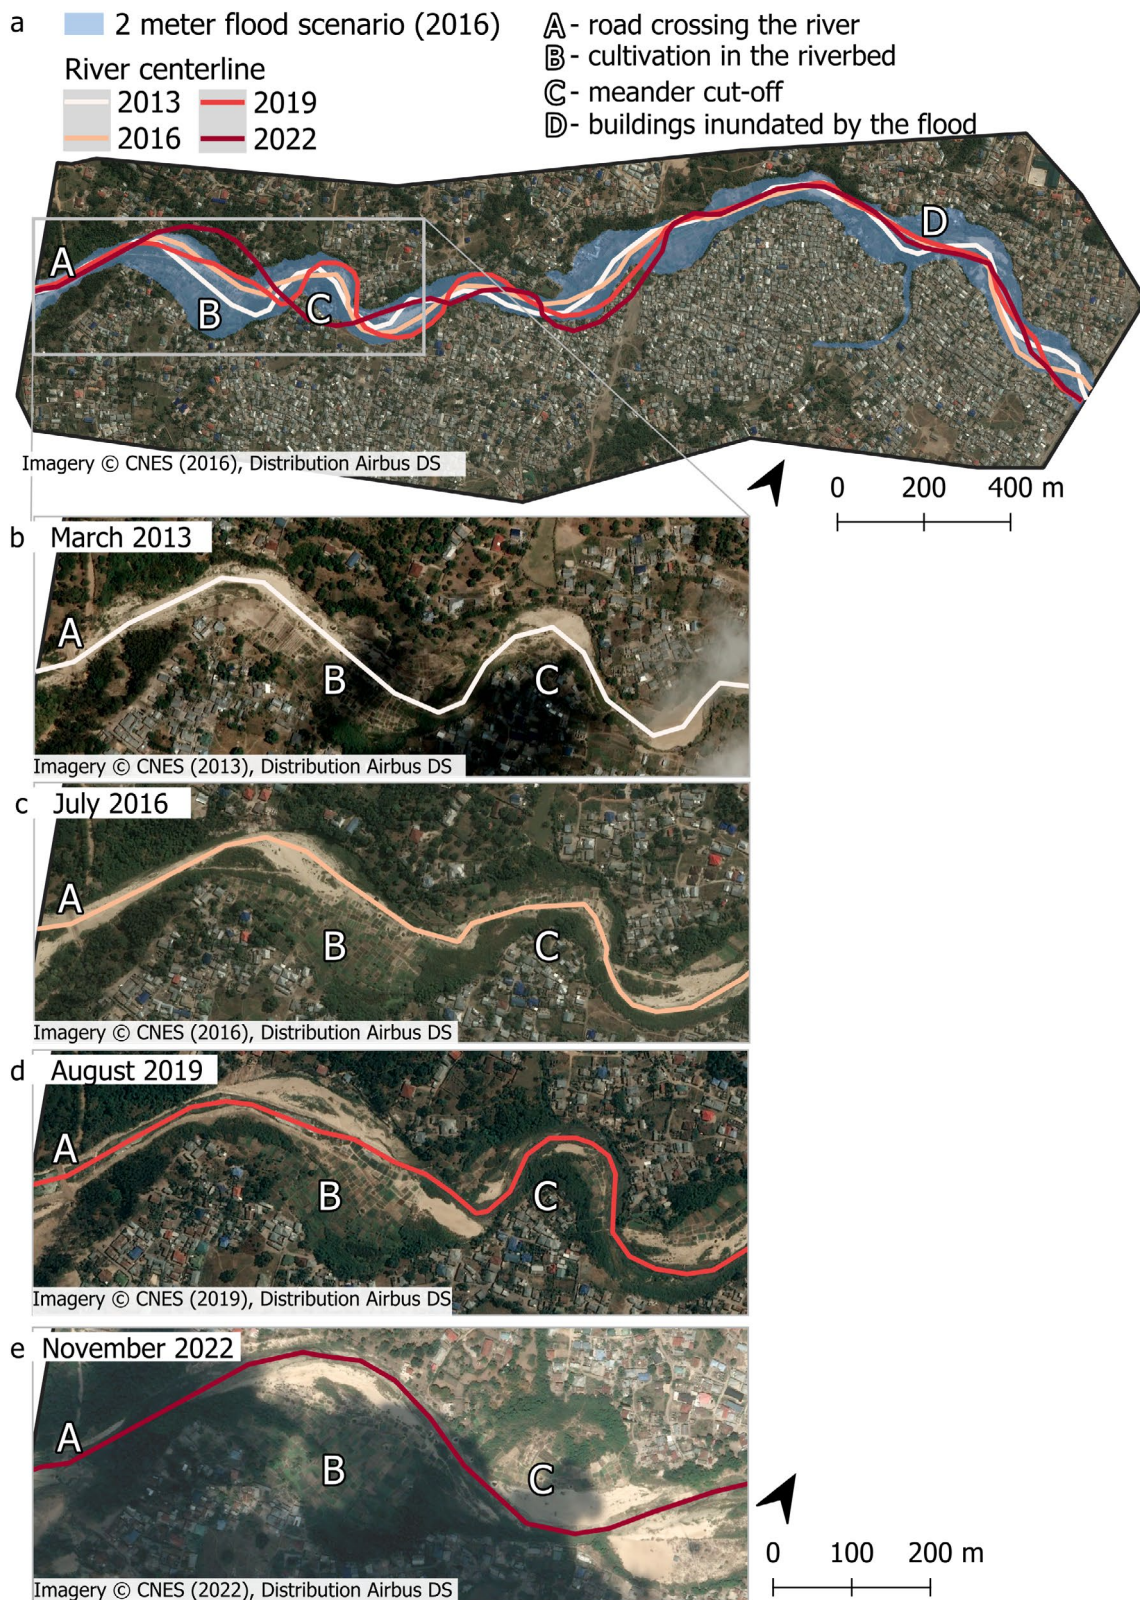 a
2 meter flood scenario (2016)
River centerline
2013
2019
2016
2022
A - road crossing the river
B - cultivation in the riverbed
C - meander cut-off
D - buildings inundated by the flood
A
B
C
D
Imagery © CNES (2016), Distribution Airbus DS
0 200 400 m
b March 2013
A
B
C
Imagery © CNES (2013), Distribution Airbus DS
c July 2016
A
B
C
Imagery © CNES (2016), Distribution Airbus DS
d August 2019
A
B
C
Imagery © CNES (2019), Distribution Airbus DS
e November 2022
A
B
C
Imagery © CNES (2022), Distribution Airbus DS
0 100 200 m